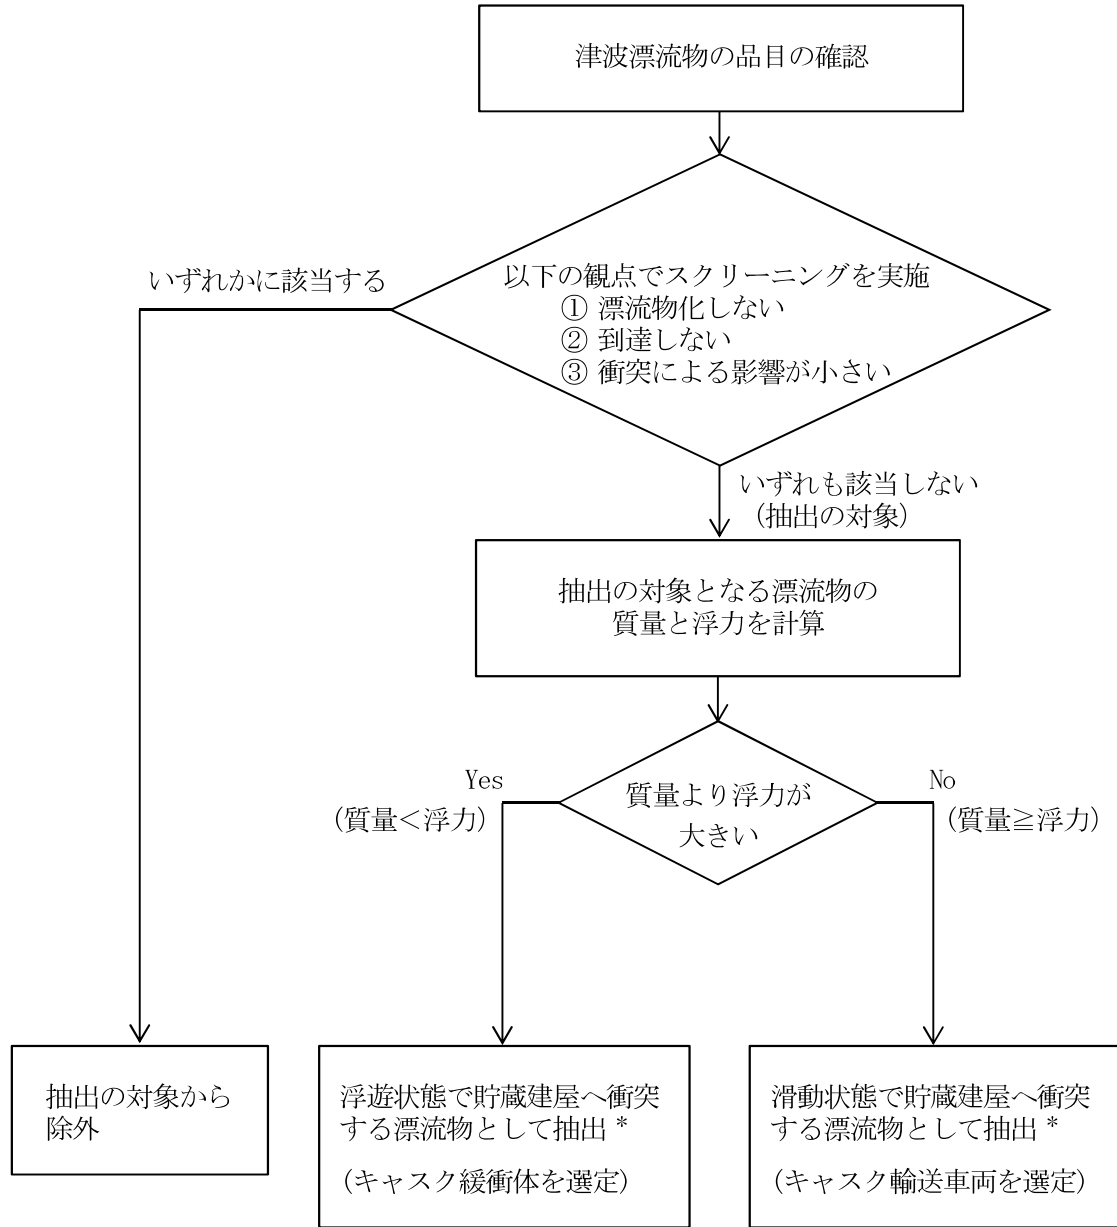 津波漂流物の品目の確認
いずれかに該当する
以下の観点でスクリーニングを実施
① 漂流物化しない
② 到達しない
③ 衝突による影響が小さい
いずれも該当しない
(抽出の対象)
抽出の対象となる漂流物の
質量と浮力を計算
Yes
(質量＜浮力)
質量より浮力が
大きい
No
(質量≧浮力)
抽出の対象から
除外
浮遊状態で貯蔵建屋へ衝突
する漂流物として抽出＊
(キャスク緩衝体を選定)
滑動状態で貯蔵建屋へ衝突
する漂流物として抽出＊
(キャスク輸送車両を選定)